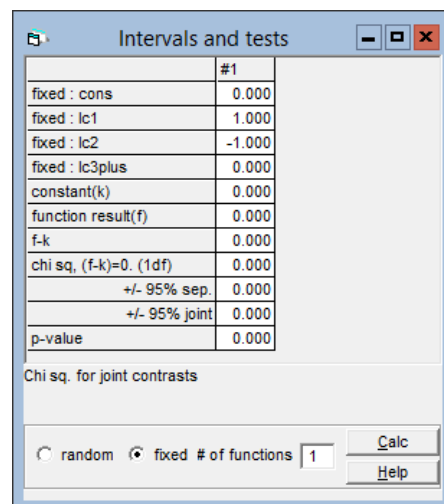 Intervals and tests
#1
fixed : cons 0.000
fixed : lc1 1.000
fixed : lc2 -1.000
fixed : lc3plus 0.000
constant(k) 0.000
function result(f) 0.000
f-k 0.000
chi sq, (f-k)=0. (1df) 0.000
+/- 95% sep. 0.000
+/- 95% joint 0.000
p-value 0.000
Chi sq. for joint contrasts
random fixed # of functions 1 Calc
Help